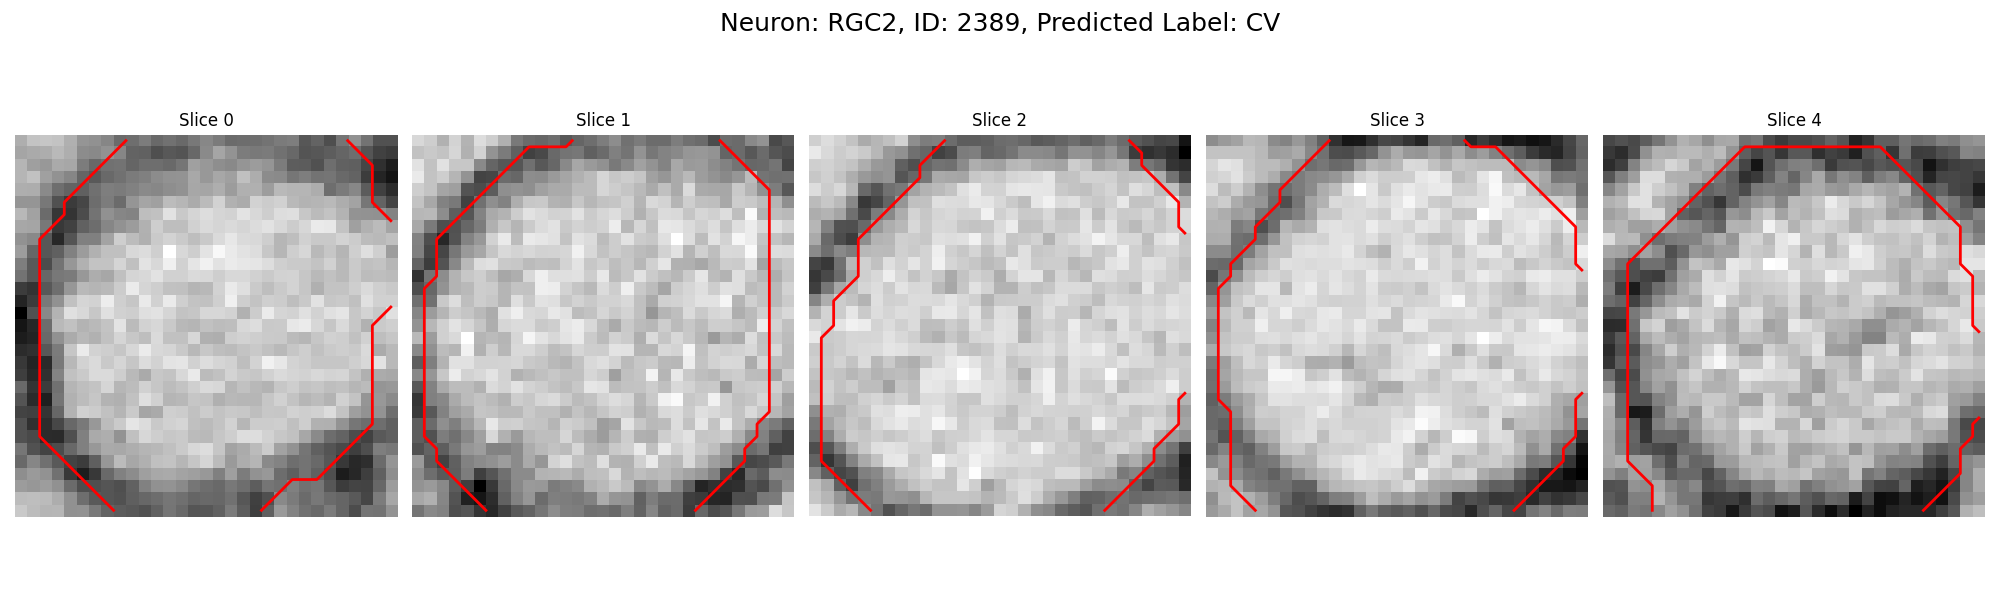 Neuron: RGC2, ID: 2389, Predicted Label: CV
Slice 0
Slice 1
Slice 2
Slice 3
Slice 4